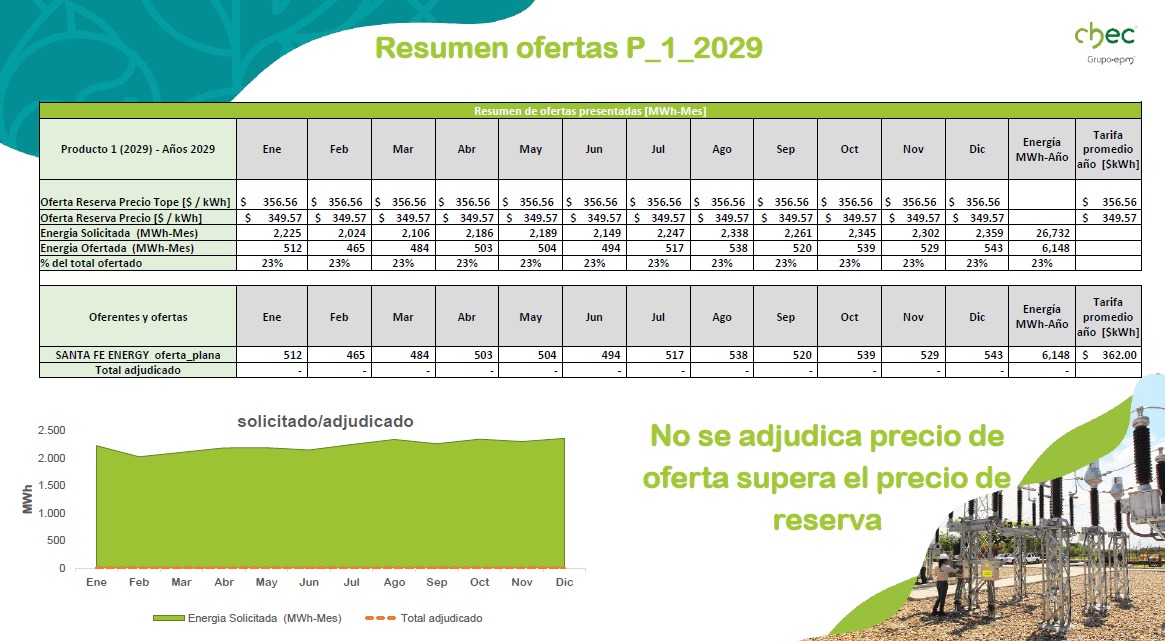 Resumen ofertas P_1_2029
chec
Grupo·epm
Resumen de ofertas presentadas [MWh-Mes]
Producto 1 (2029) - Años 2029 Ene Feb Mar Abr May Jun Jul Ago Sep Oct Nov Dic Energía MWh-Año Tarifa promedio año [$kWh]
Oferta Reserva Precio Tope [$ / kWh] $ 356.56 $ 356.56 $ 356.56 $ 356.56 $ 356.56 $ 356.56 $ 356.56 $ 356.56 $ 356.56 $ 356.56 $ 356.56 $ 356.56 $ 356.56
Oferta Reserva Precio [$ / kWh] $ 349.57 $ 349.57 $ 349.57 $ 349.57 $ 349.57 $ 349.57 $ 349.57 $ 349.57 $ 349.57 $ 349.57 $ 349.57 $ 349.57 $ 349.57
Energia Solicitada (MWh-Mes) 2,225 2,024 2,106 2,186 2,189 2,149 2,247 2,338 2,261 2,345 2,302 2,359 26,732
Energia Ofertada (MWh-Mes) 512 465 484 503 504 494 517 538 520 539 529 543 6,148
% del total ofertado 23% 23% 23% 23% 23% 23% 23% 23% 23% 23% 23% 23% 23%
Oferentes y ofertas Ene Feb Mar Abr May Jun Jul Ago Sep Oct Nov Dic Energía MWh-Año Tarifa promedio año [$kWh]
SANTA FE ENERGY oferta_plana 512 465 484 503 504 494 517 538 520 539 529 543 6,148 $ 362.00
Total adjudicado - - - - - - - - - - - - -
solicitado/adjudicado
MWh
2.500
2.000
1.500
1.000
500
0
Ene Feb Mar Abr May Jun Jul Ago Sep Oct Nov Dic
Energia Solicitada (MWh-Mes) Total adjudicado
No se adjudica precio de
oferta supera el precio de
reserva